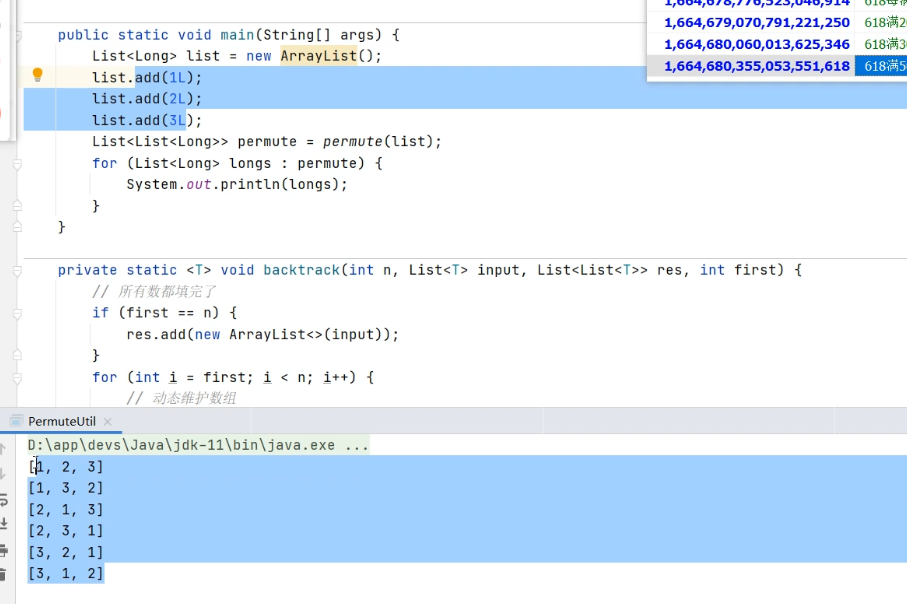 public static void main(String[] args) {
List<Long> list = new ArrayList();
list.add(1L);
list.add(2L);
list.add(3L);
List<List<Long>> permute = permute(list);
for (List<Long> longs : permute) {
System.out.println(longs);
}
}
private static <T> void backtrack(int n, List<T> input, List<List<T>> res, int first) {
// 所有数都填完了
if (first == n) {
res.add(new ArrayList<>(input));
}
for (int i = first; i < n; i++) {
// 动态维护数组
1,664,678,776,523,046,914 618
1,664,679,070,791,221,250 618满2
1,664,680,060,013,625,346 618满3
1,664,680,355,053,551,618 618满5
PermuteUtil
D:\app\devs\Java\jdk-11\bin\java.exe ...
[1, 2, 3]
[1, 3, 2]
[2, 1, 3]
[2, 3, 1]
[3, 2, 1]
[3, 1, 2]